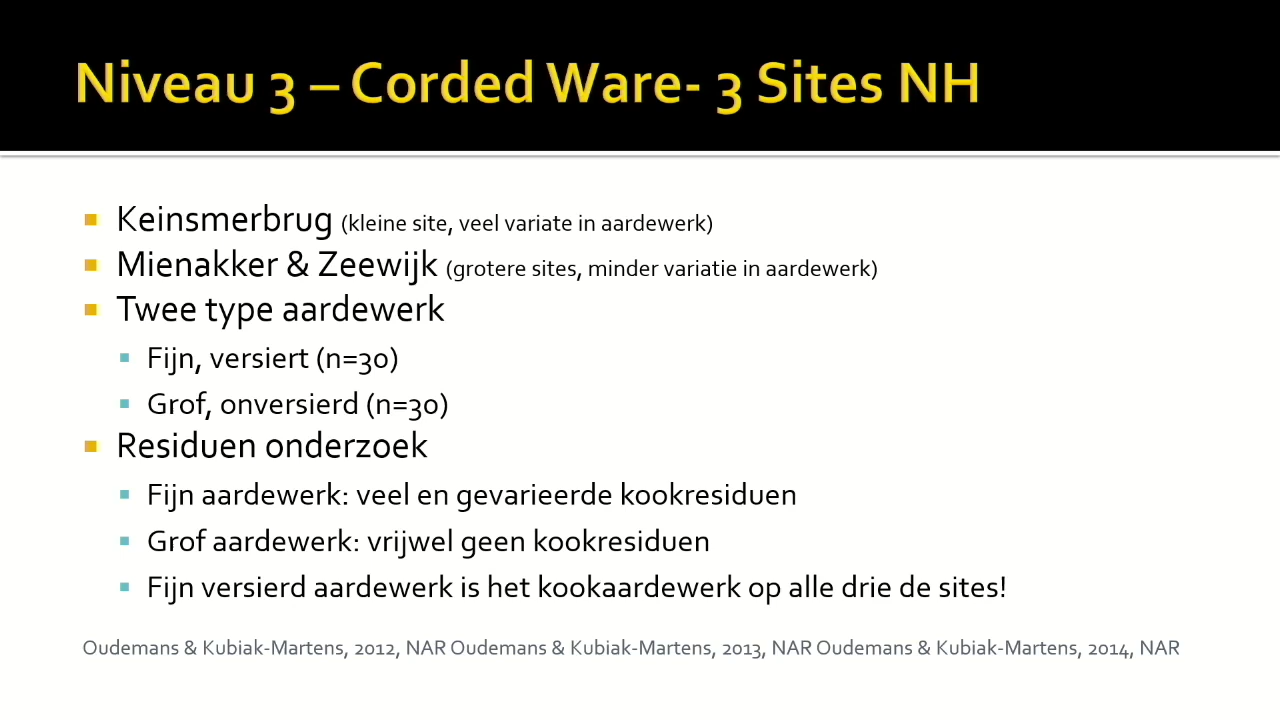 Niveau 3 – Corded Ware- 3 Sites NH
Keinsmerbrug (kleine site, veel variate in aardewerk)
Mienakker & Zeewijk (grotere sites, minder variatie in aardewerk)
Twee type aardewerk
Fijn, versiert (n=30)
Grof, onversierd (n=30)
Residuen onderzoek
Fijn aardewerk: veel en gevarieerde kookresiduen
Grof aardewerk: vrijwel geen kookresiduen
Fijn versierd aardewerk is het kookaardewerk op alle drie de sites!
Oudemans & Kubiak-Martens, 2012, NAR Oudemans & Kubiak-Martens, 2013, NAR Oudemans & Kubiak-Martens, 2014, NAR